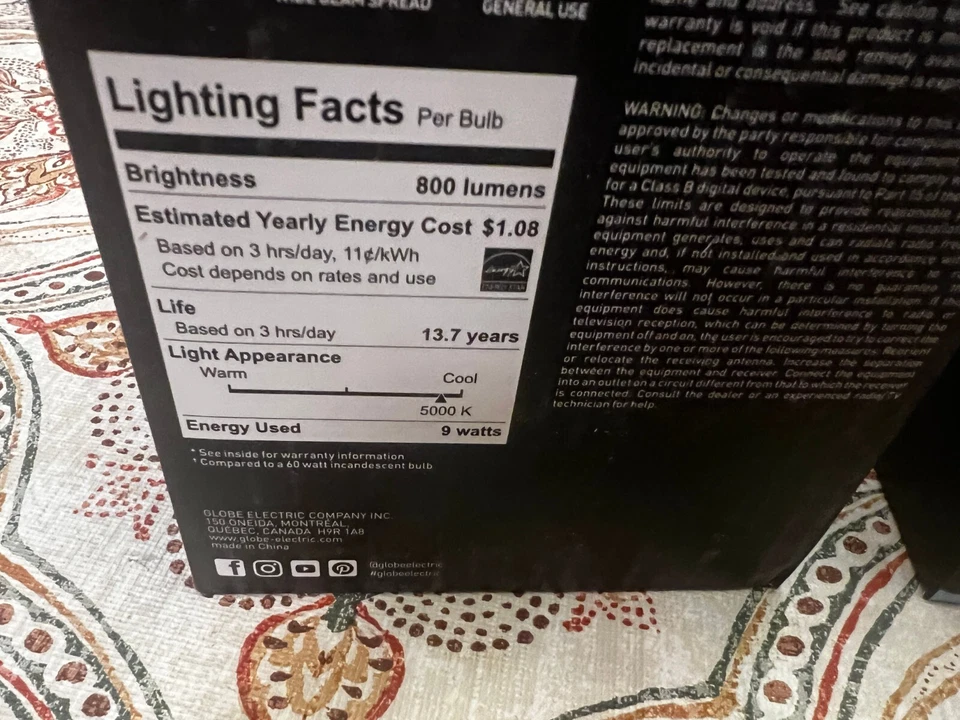 WIDE BEAM SPREAD
GENERAL USE
Lighting Facts Per Bulb
Brightness 800 lumens
Estimated Yearly Energy Cost $1.08
Based on 3 hrs/day, 11¢/kWh
Cost depends on rates and use
ENERGY STAR
Life
Based on 3 hrs/day 13.7 years
Light Appearance
Warm Cool
5000 K
Energy Used 9 watts
* See inside for warranty information
† Compared to a 60 watt incandescent bulb
GLOBE ELECTRIC COMPANY INC.
150 ONEIDA, MONTRÉAL,
QUÉBEC, CANADA H9R 1A8
www.globe-electric.com
made in China
@globeelectric
#globeelectric
name and address. See caution
warranty is void if this product is
replacement is the sole remedy
incidental or consequential damage is
WARNING: Changes or modifications to this
approved by the party responsible for
user's authority to operate the equipment
equipment has been tested and found to comply
for a Class B digital device, pursuant to Part 15 of the
These limits are designed to provide reasonable
against harmful interference in a residential
equipment generates, uses and can radiate radio
energy and, if not installed and used in accordance
instructions, may cause harmful interference
communications. However, there is no guarantee
interference will not occur in a particular installation. If this
equipment does cause harmful interference to radio or
television reception, which can be determined by turning the
equipment off and on, the user is encouraged to try to correct the
interference by one or more of the following measures: Reorient
or relocate the receiving antenna. Increase the separation
between the equipment and receiver. Connect the equipment
into an outlet on a circuit different from that to which the receiver
is connected. Consult the dealer or an experienced radio/TV
technician for help.